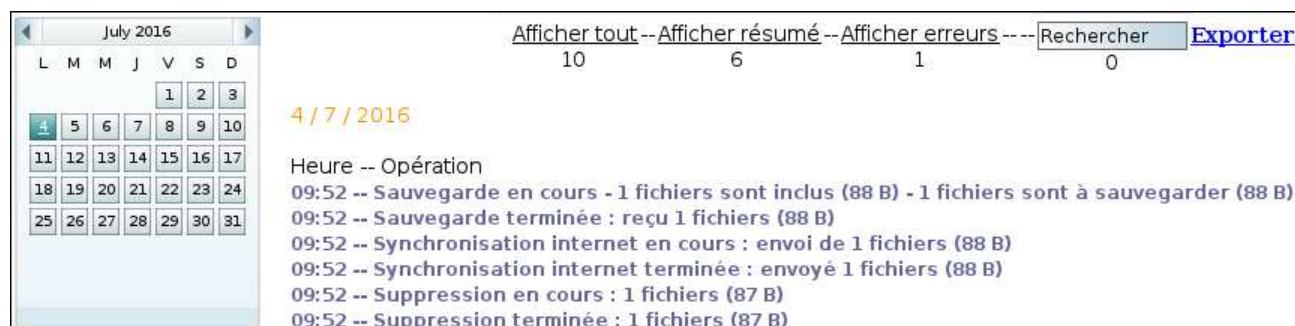 July 2016
L M M J V S D
1 2 3
4 5 6 7 8 9 10
11 12 13 14 15 16 17
18 19 20 21 22 23 24
25 26 27 28 29 30 31
Afficher tout--Afficher résumé--Afficher erreurs---- Rechercher Exporter
10 6 1 0
4 / 7 / 2016
Heure -- Opération
09:52 -- Sauvegarde en cours - 1 fichiers sont inclus (88 B) - 1 fichiers sont à sauvegarder (88 B)
09:52 -- Sauvegarde terminée : reçu 1 fichiers (88 B)
09:52 -- Synchronisation internet en cours : envoi de 1 fichiers (88 B)
09:52 -- Synchronisation internet terminée : envoyé 1 fichiers (88 B)
09:52 -- Suppression en cours : 1 fichiers (87 B)
09:52 -- Suppression terminée : 1 fichiers (87 B)